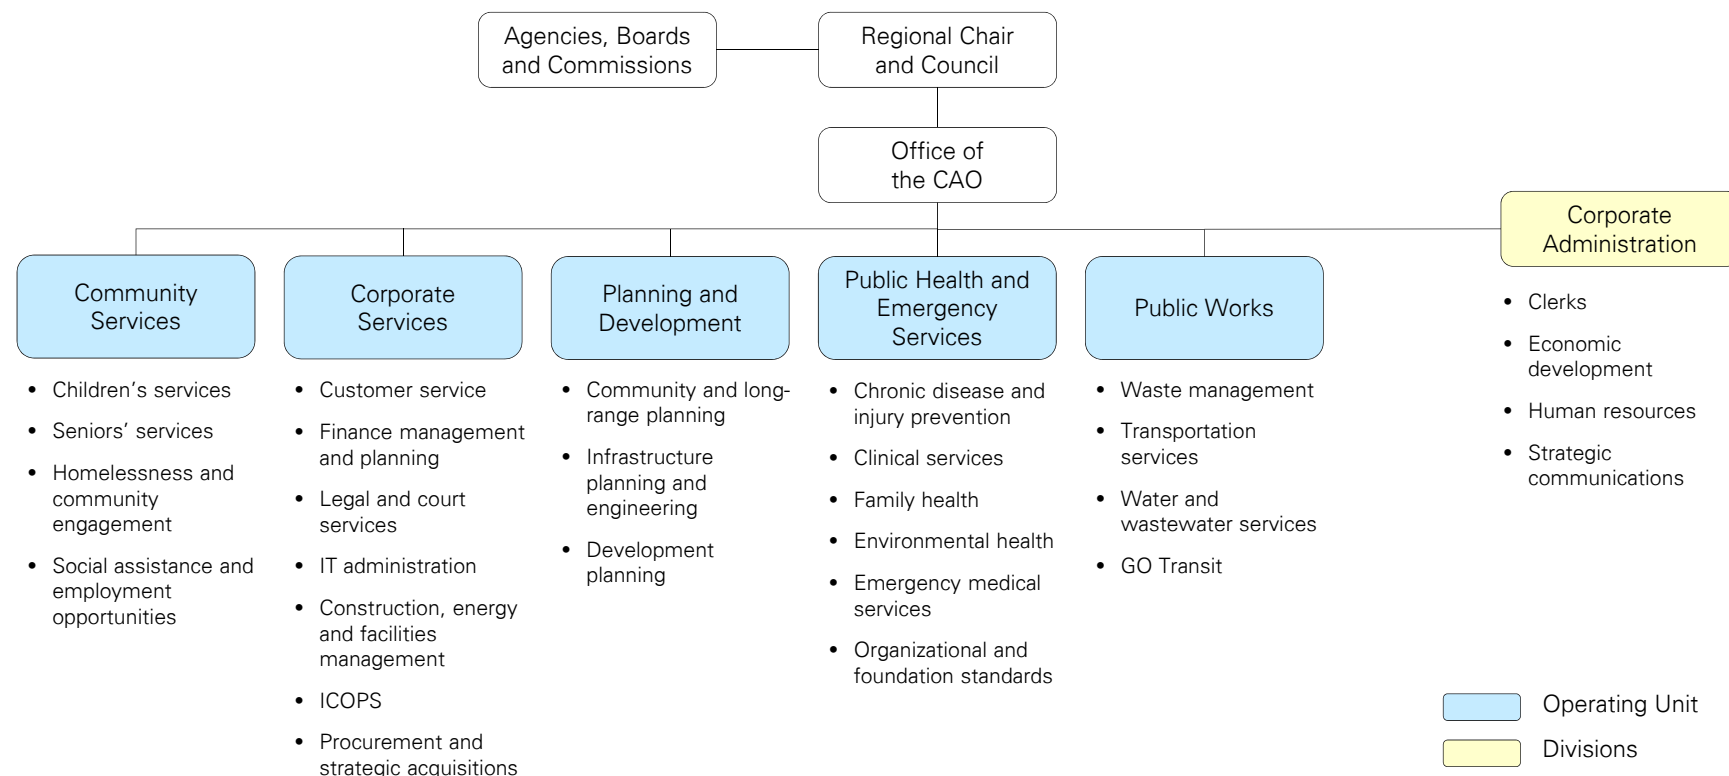 Agencies, Boards
and Commissions
Regional Chair
and Council
Office of
the CAO
Corporate
Administration
• Clerks
• Economic
development
• Human resources
• Strategic
communications
Community
Services
• Children's services
• Seniors' services
• Homelessness and
community
engagement
• Social assistance and
employment
opportunities
Corporate
Services
• Customer service
• Finance management
and planning
• Legal and court
services
• IT administration
• Construction, energy
and facilities
management
• ICOPS
• Procurement and
strategic acquisitions
Planning and
Development
• Community and long-
range planning
• Infrastructure
planning and
engineering
• Development
planning
Public Health and
Emergency
Services
• Chronic disease and
injury prevention
• Clinical services
• Family health
• Environmental health
• Emergency medical
services
• Organizational and
foundation standards
Public Works
• Waste management
• Transportation
services
• Water and
wastewater services
• GO Transit
Operating Unit
Divisions